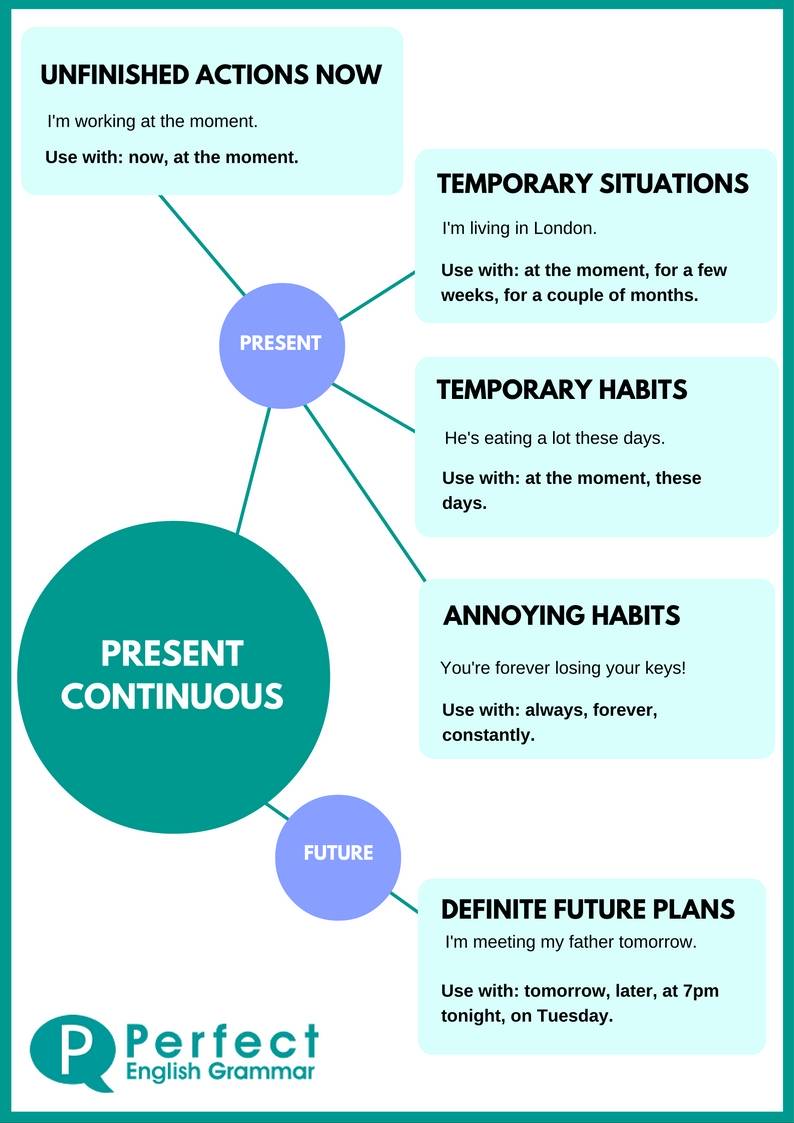 UNFINISHED ACTIONS NOW
I'm working at the moment.
Use with: now, at the moment.
TEMPORARY SITUATIONS
I'm living in London.
Use with: at the moment, for a few
weeks, for a couple of months.
PRESENT
TEMPORARY HABITS
He's eating a lot these days.
Use with: at the moment, these
days.
ANNOYING HABITS
You're forever losing your keys!
Use with: always, forever,
constantly.
PRESENT
CONTINUOUS
FUTURE
DEFINITE FUTURE PLANS
I'm meeting my father tomorrow.
Use with: tomorrow, later, at 7pm
tonight, on Tuesday.
P
Perfect
English Grammar